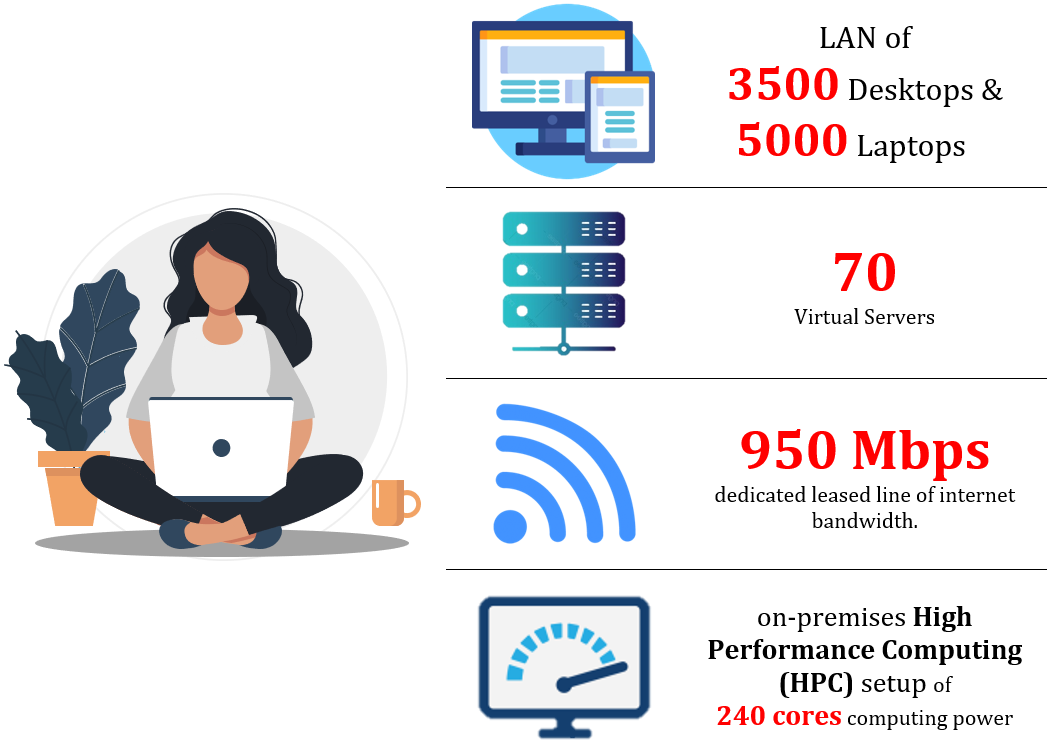 LAN of
3500 Desktops &
5000 Laptops
70
Virtual Servers
950 Mbps
dedicated leased line of internet
bandwidth.
on-premises High
Performance Computing
(HPC) setup of
240 cores computing power